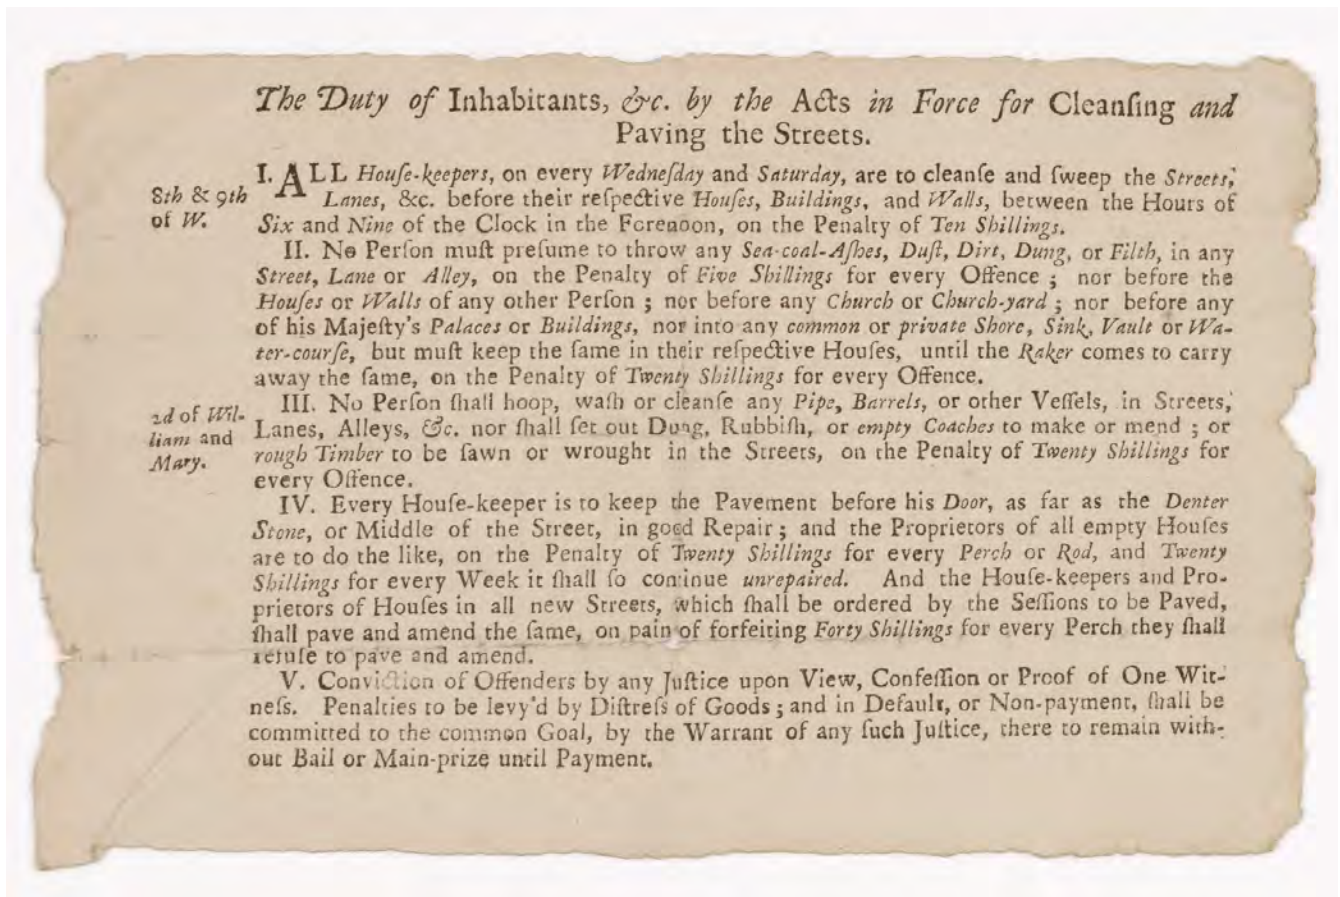 The Duty of Inhabitants, &c. by the Acts in Force for Cleanſing and
Paving the Streets.
I. ALL Houſe-keepers, on every Wedneſday and Saturday, are to cleanſe and ſweep the Streets,
8th & 9th
of W.
Lanes, &c. before their reſpective Houſes, Buildings, and Walls, between the Hours of
Six and Nine of the Clock in the Forenoon, on the Penalty of Ten Shillings.
II. No Perſon muſt preſume to throw any Sea-coal-Aſhes, Duſt, Dirt, Dung, or Filth, in any
Street, Lane or Alley, on the Penalty of Five Shillings for every Offence ; nor before the
Houſes or Walls of any other Perſon ; nor before any Church or Church-yard ; nor before any
of his Majeſty's Palaces or Buildings, nor into any common or private Shore, Sink, Vault or Wa-
ter-courſe, but muſt keep the ſame in their reſpective Houſes, until the Raker comes to carry
away the ſame, on the Penalty of Twenty Shillings for every Offence.
2d of Wil-
liam and
Mary.
III. No Perſon ſhall hoop, waſh or cleanſe any Pipe, Barrels, or other Veſſels, in Streets,
Lanes, Alleys, &c. nor ſhall ſet out Dung, Rubbiſh, or empty Coaches to make or mend ; or
rough Timber to be ſawn or wrought in the Streets, on the Penalty of Twenty Shillings for
every Offence.
IV. Every Houſe-keeper is to keep the Pavement before his Door, as far as the Denter
Stone, or Middle of the Street, in good Repair ; and the Proprietors of all empty Houſes
are to do the like, on the Penalty of Twenty Shillings for every Perch or Rod, and Twenty
Shillings for every Week it ſhall ſo continue unrepaired. And the Houſe-keepers and Pro-
prietors of Houſes in all new Streets, which ſhall be ordered by the Seſſions to be Paved,
ſhall pave and amend the ſame, on pain of forfeiting Forty Shillings for every Perch they ſhall
refuſe to pave and amend.
V. Conviction of Offenders by any Juſtice upon View, Confeſſion or Proof of One Wit-
neſs. Penalties to be levy'd by Diſtreſs of Goods ; and in Default, or Non-payment, ſhall be
committed to the common Goal, by the Warrant of any ſuch Juſtice, there to remain with-
out Bail or Main-prize until Payment.